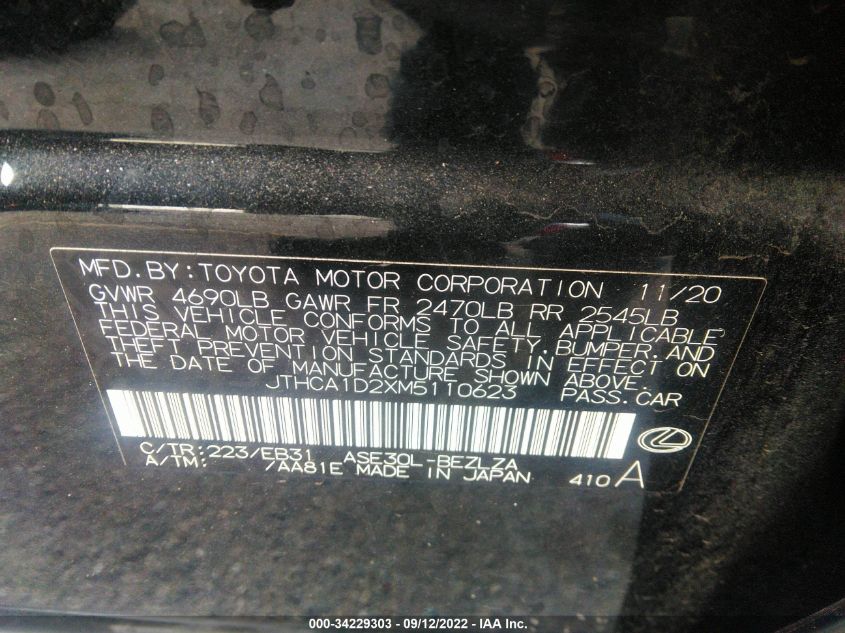 MFD.BY:TOYOTA MOTOR CORPORATION 11/20
GVWR 4690LB GAWR FR 2470LB RR 2545LB
THIS VEHICLE CONFORMS TO ALL APPLICABLE
FEDERAL MOTOR VEHICLE SAFETY,BUMPER,AND
THEFT PREVENTION STANDARDS IN EFFECT ON
THE DATE OF MANUFACTURE SHOWN ABOVE.
JTHCA1D2XM5110623 PASS.CAR
C/TR:223/EB31 ASE30L-BEZLZA
A/TM: /AA81E MADE IN JAPAN 410A
000-34229303 - 09/12/2022 - IAA Inc.